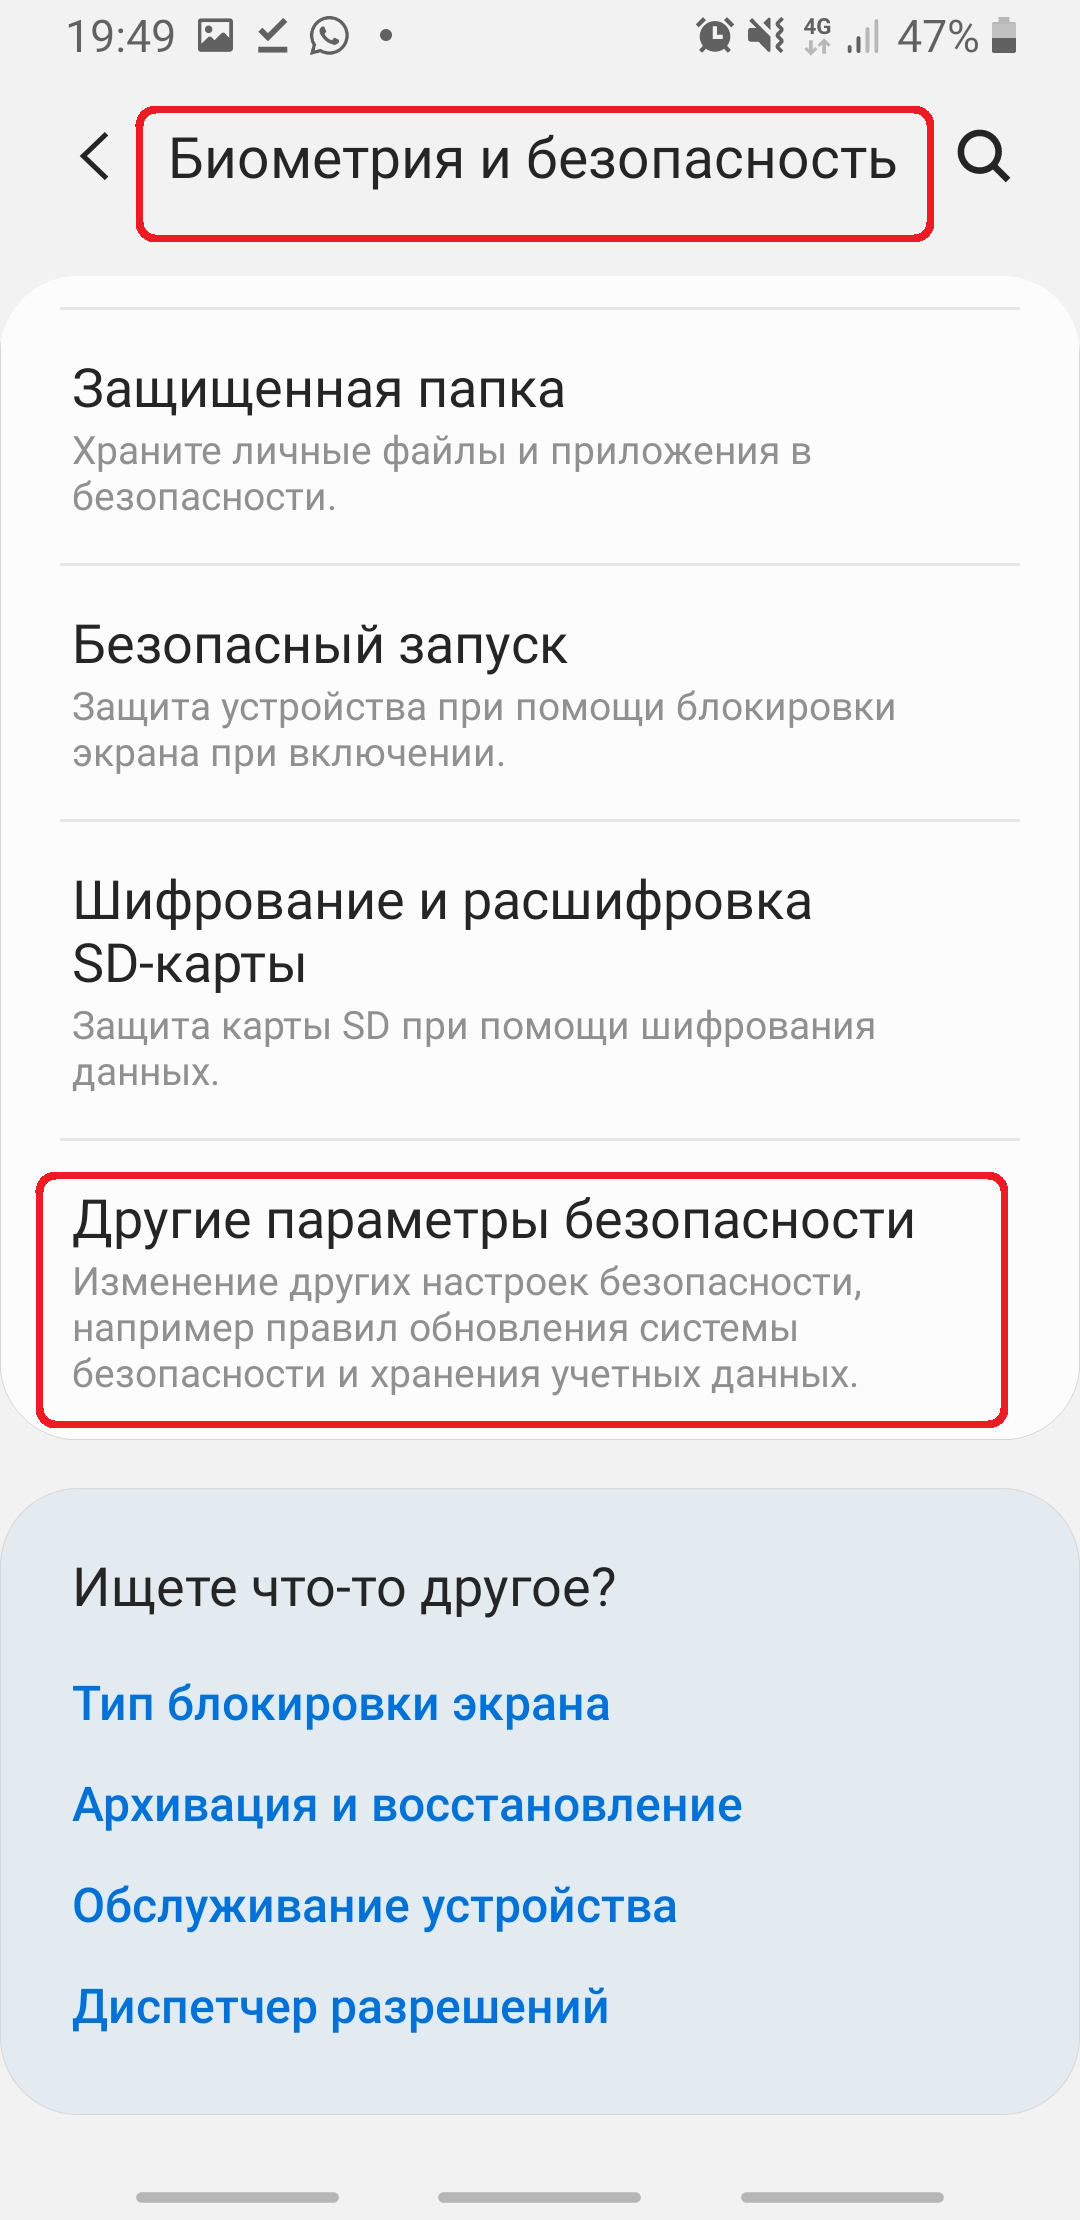 19:49 4G 47%
Биометрия и безопасность
Защищенная папка
Храните личные файлы и приложения в
безопасности.
Безопасный запуск
Защита устройства при помощи блокировки
экрана при включении.
Шифрование и расшифровка
SD-карты
Защита карты SD при помощи шифрования
данных.
Другие параметры безопасности
Изменение других настроек безопасности,
например правил обновления системы
безопасности и хранения учетных данных.
Ищете что-то другое?
Тип блокировки экрана
Архивация и восстановление
Обслуживание устройства
Диспетчер разрешений